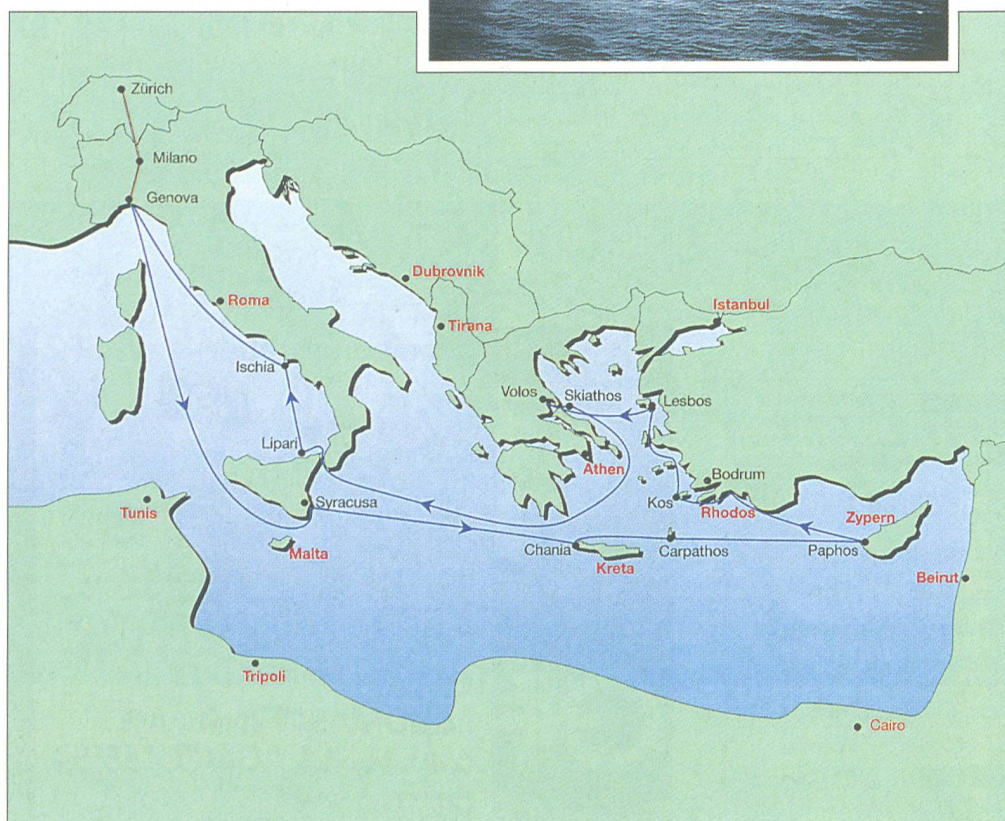 Zürich
Milano
Genova
Dubrovnik
Roma
Istanbul
Tirana
Ischia
Volos
Skiathos
Lesbos
Lipari
Athen
Bodrum
Tunis
Syracusa
Kos
Rhodos
Zypern
Malta
Chania
Carpathos
Paphos
Kreta
Beirut
Tripoli
Cairo